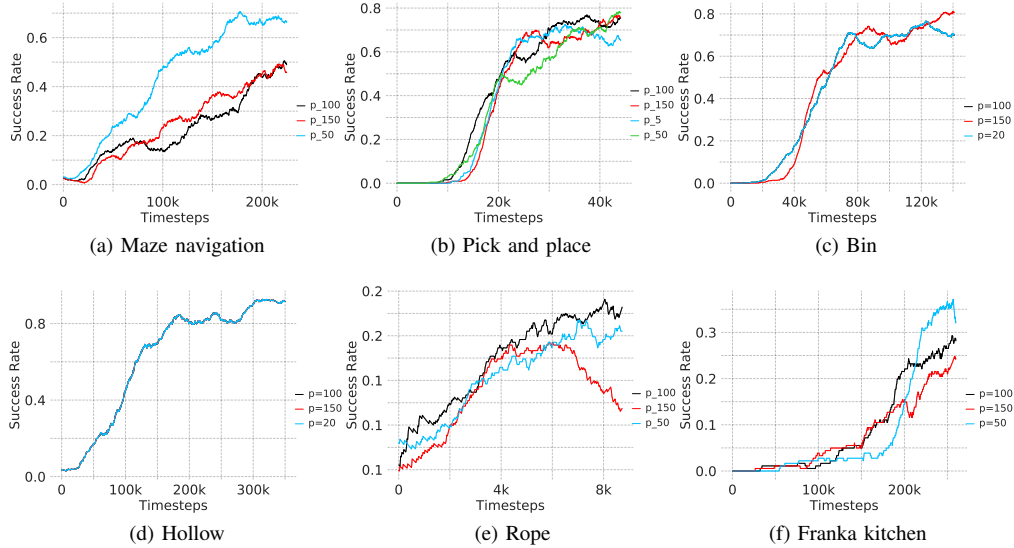 Success Rate
0.6
0.4
0.2
0.0
0
200k
Timesteps
p_100
p_150
p_50
(a) Maze navigation
Success Rate
0.8
0.6
0.4
0.2
0.0
0
20k
40k
Timesteps
p_100
p_150
p_5
p_50
(b) Pick and place
Success Rate
0.8
0.6
0.4
0.2
0.0
0
40k
80k
120k
Timesteps
p=100
p=150
p=20
(c) Bin
Success Rate
0.8
0.4
0.0
0
100k
200k
300k
Timesteps
p=100
p=150
p=20
(d) Hollow
Success Rate
0.2
0.2
0.1
0.1
0.1
0
4k
8k
Timesteps
p_100
p_150
p_50
(e) Rope
Success Rate
0.3
0.2
0.1
0.0
0
100k
200k
Timesteps
p=100
p=150
p=50
(f) Franka kitchen